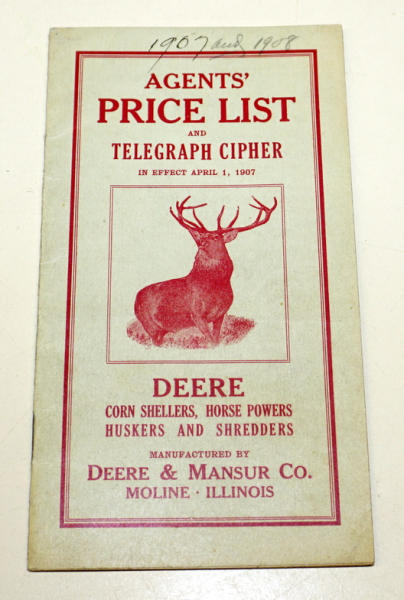 1907 and 1908
AGENTS'
PRICE LIST
AND
TELEGRAPH CIPHER
IN EFFECT APRIL 1, 1907
DEERE
CORN SHELLERS, HORSE POWERS
HUSKERS AND SHREDDERS
MANUFACTURED BY
DEERE & MANSUR CO.
MOLINE · ILLINOIS